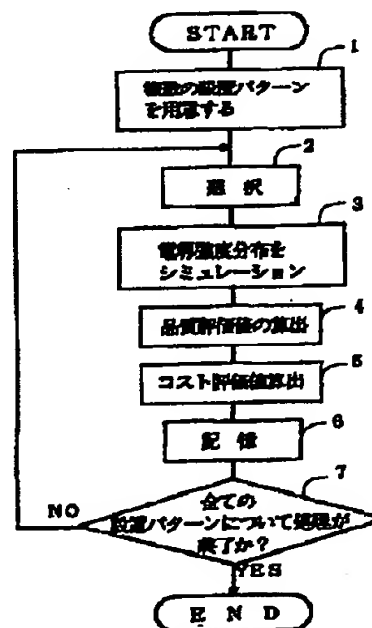 START
1
複数の設置パターン
を用意する
2
選択
3
電界強度分布を
シミュレーション
4
品質評価値の算出
5
コスト評価値算出
6
記憶
7
全ての
設置パターンについて処理が
終了か?
NO
YES
END